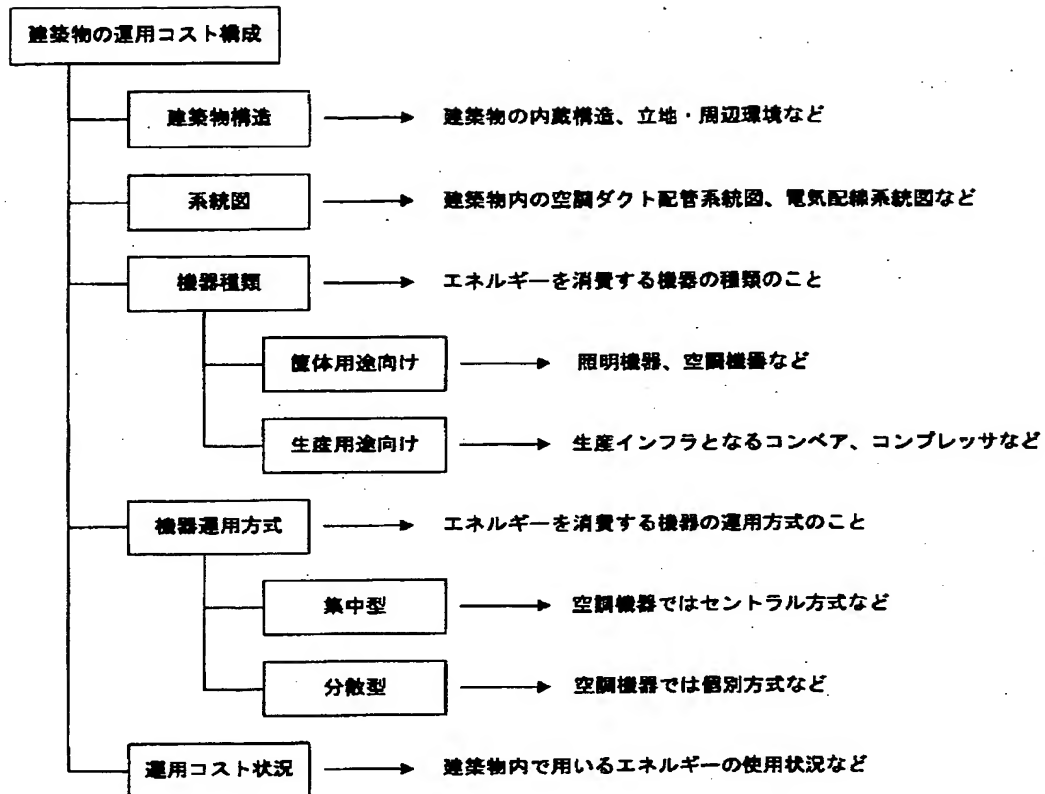 建築物の運用コスト構成
建築物構造 建築物の内蔵構造、立地・周辺環境など
系統図 建築物内の空調ダクト配管系統図、電気配線系統図など
機器種類 エネルギーを消費する機器の種類のこと
筐体用途向け 照明機器、空調機器など
生産用途向け 生産インフラとなるコンベア、コンプレッサなど
機器運用方式 エネルギーを消費する機器の運用方式のこと
集中型 空調機器ではセントラル方式など
分散型 空調機器では個別方式など
運用コスト状況 建築物内で用いるエネルギーの使用状況など